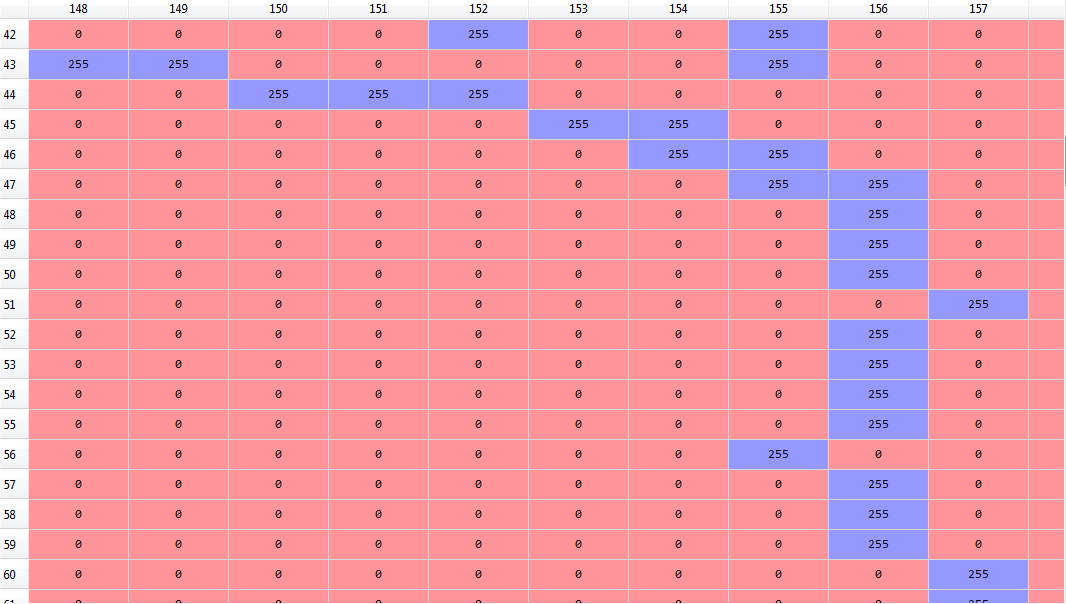 148 149 150 151 152 153 154 155 156 157
42 0 0 0 0 255 0 0 255 0 0
43 255 255 0 0 0 0 0 255 0 0
44 0 0 255 255 255 0 0 0 0 0
45 0 0 0 0 0 255 255 0 0 0
46 0 0 0 0 0 0 255 255 0 0
47 0 0 0 0 0 0 0 255 255 0
48 0 0 0 0 0 0 0 0 255 0
49 0 0 0 0 0 0 0 0 255 0
50 0 0 0 0 0 0 0 0 255 0
51 0 0 0 0 0 0 0 0 0 255
52 0 0 0 0 0 0 0 0 255 0
53 0 0 0 0 0 0 0 0 255 0
54 0 0 0 0 0 0 0 0 255 0
55 0 0 0 0 0 0 0 0 255 0
56 0 0 0 0 0 0 0 255 0 0
57 0 0 0 0 0 0 0 0 255 0
58 0 0 0 0 0 0 0 0 255 0
59 0 0 0 0 0 0 0 0 255 0
60 0 0 0 0 0 0 0 0 0 255